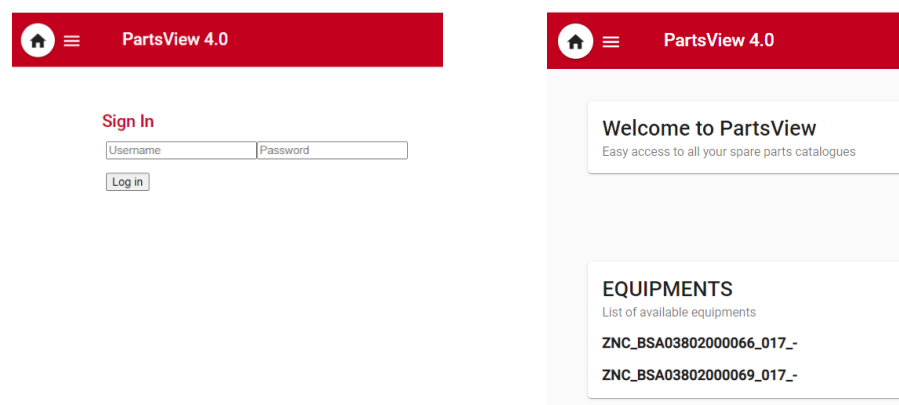 PartsView 4.0
Sign In
Username Password
Log in
PartsView 4.0
Welcome to PartsView
Easy access to all your spare parts catalogues
EQUIPMENTS
List of available equipments
ZNC_BSA03802000066_017_-
ZNC_BSA03802000069_017_-